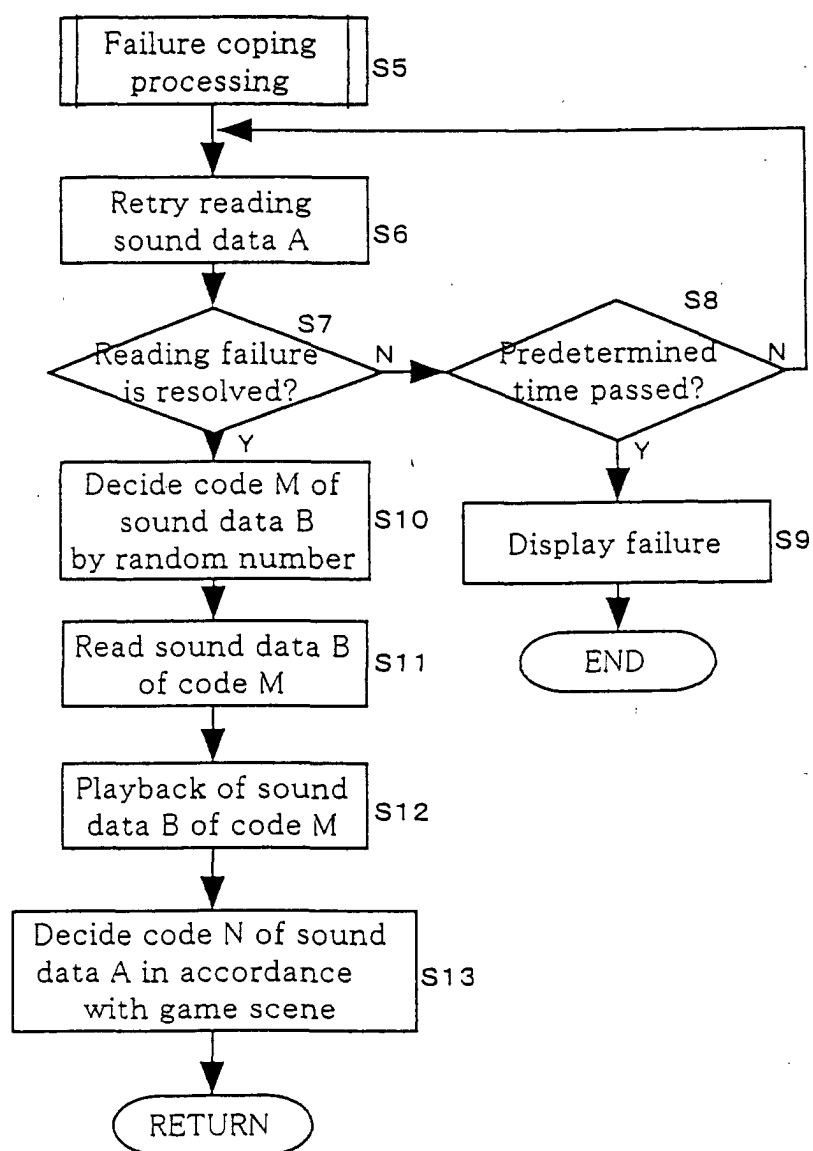 Failure coping
processing
S5
Retry reading
sound data A
S6
S7
Reading failure
is resolved?
N
Y
S8
Predetermined
time passed?
N
Y
Decide code M of
sound data B
by random number
S10
Display failure
S9
END
Read sound data B
of code M
S11
Playback of sound
data B of code M
S12
Decide code N of sound
data A in accordance
with game scene
S13
RETURN